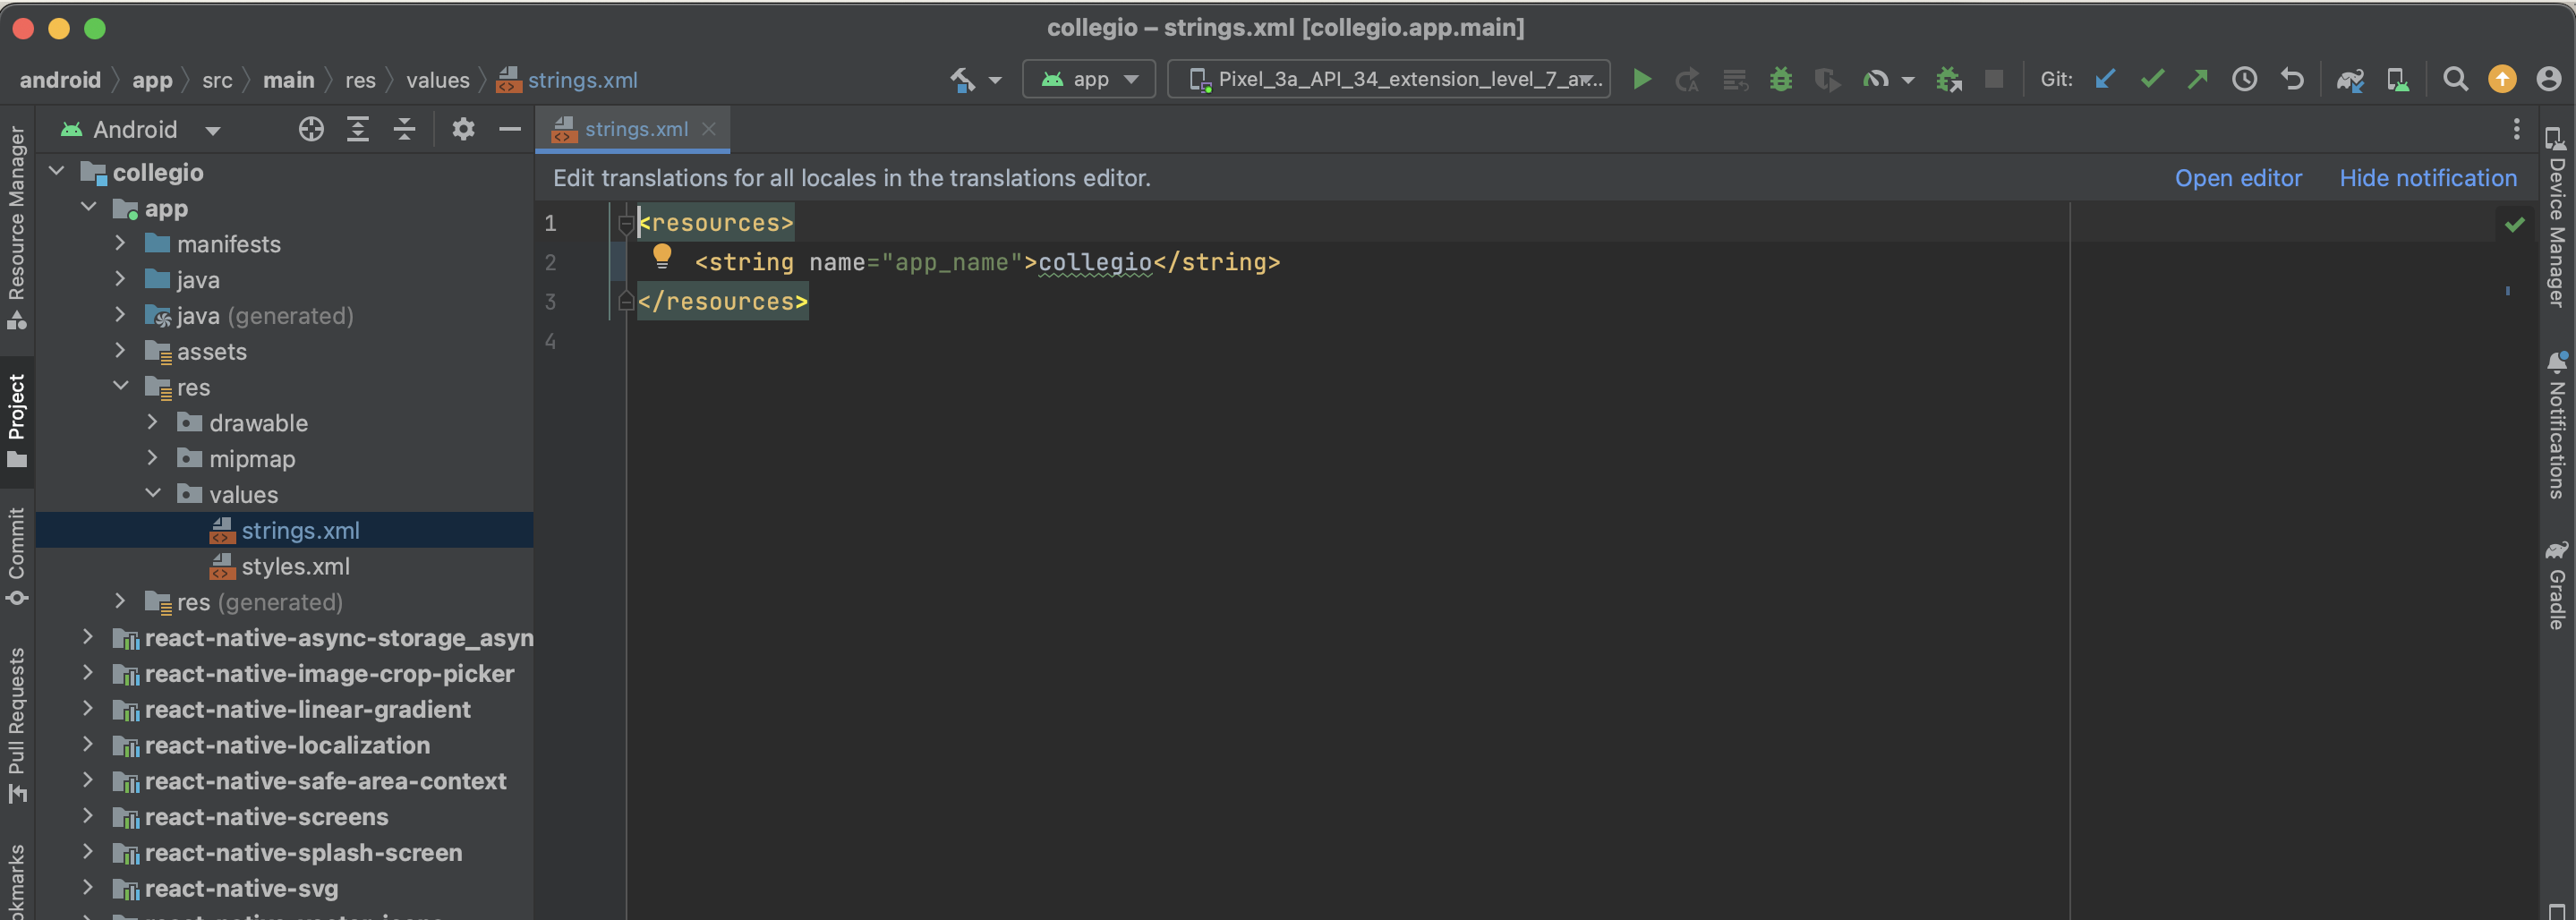 collegio – strings.xml [collegio.app.main]
android app src main res values strings.xml
app
Pixel_3a_API_34_extension_level_7_ar...
Git:
Android
strings.xml
Edit translations for all locales in the translations editor.
Open editor
Hide notification
Resource Manager
Project
Commit
Pull Requests
okmarks
collegio
app
manifests
java
java (generated)
assets
res
drawable
mipmap
values
strings.xml
styles.xml
res (generated)
react-native-async-storage_asyn
react-native-image-crop-picker
react-native-linear-gradient
react-native-localization
react-native-safe-area-context
react-native-screens
react-native-splash-screen
react-native-svg
1 <resources>
2 <string name="app_name">collegio</string>
3 </resources>
4
Device Manager
Notifications
Gradle